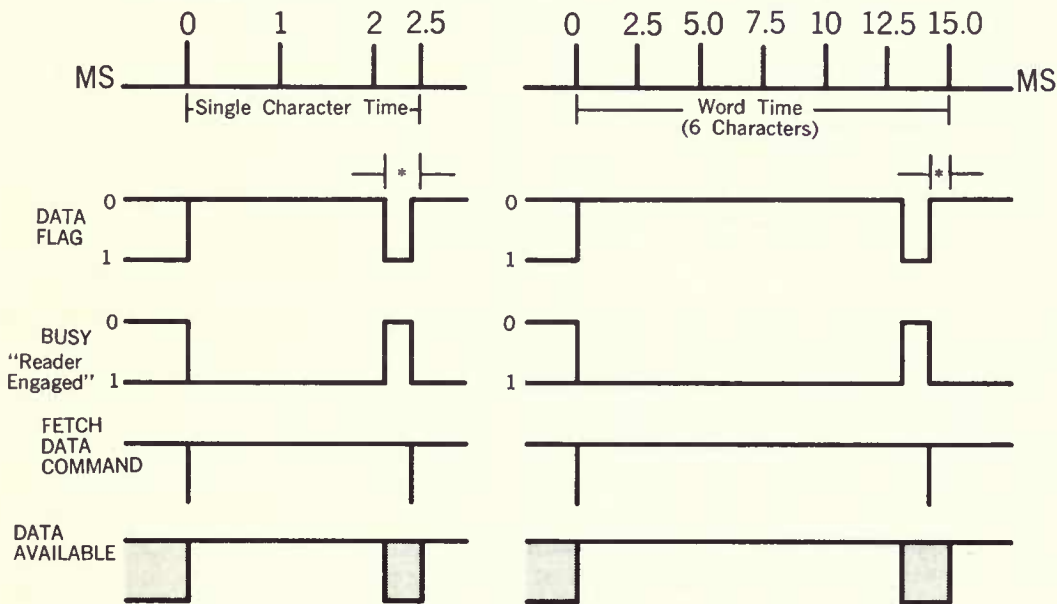 0 1 2 2.5
MS
Single Character Time
0 2.5 5.0 7.5 10 12.5 15.0
MS
Word Time
(6 Characters)
*
*
DATA
FLAG
0
1
0
1
BUSY
"Reader
Engaged"
0
1
0
1
FETCH
DATA
COMMAND
DATA
AVAILABLE